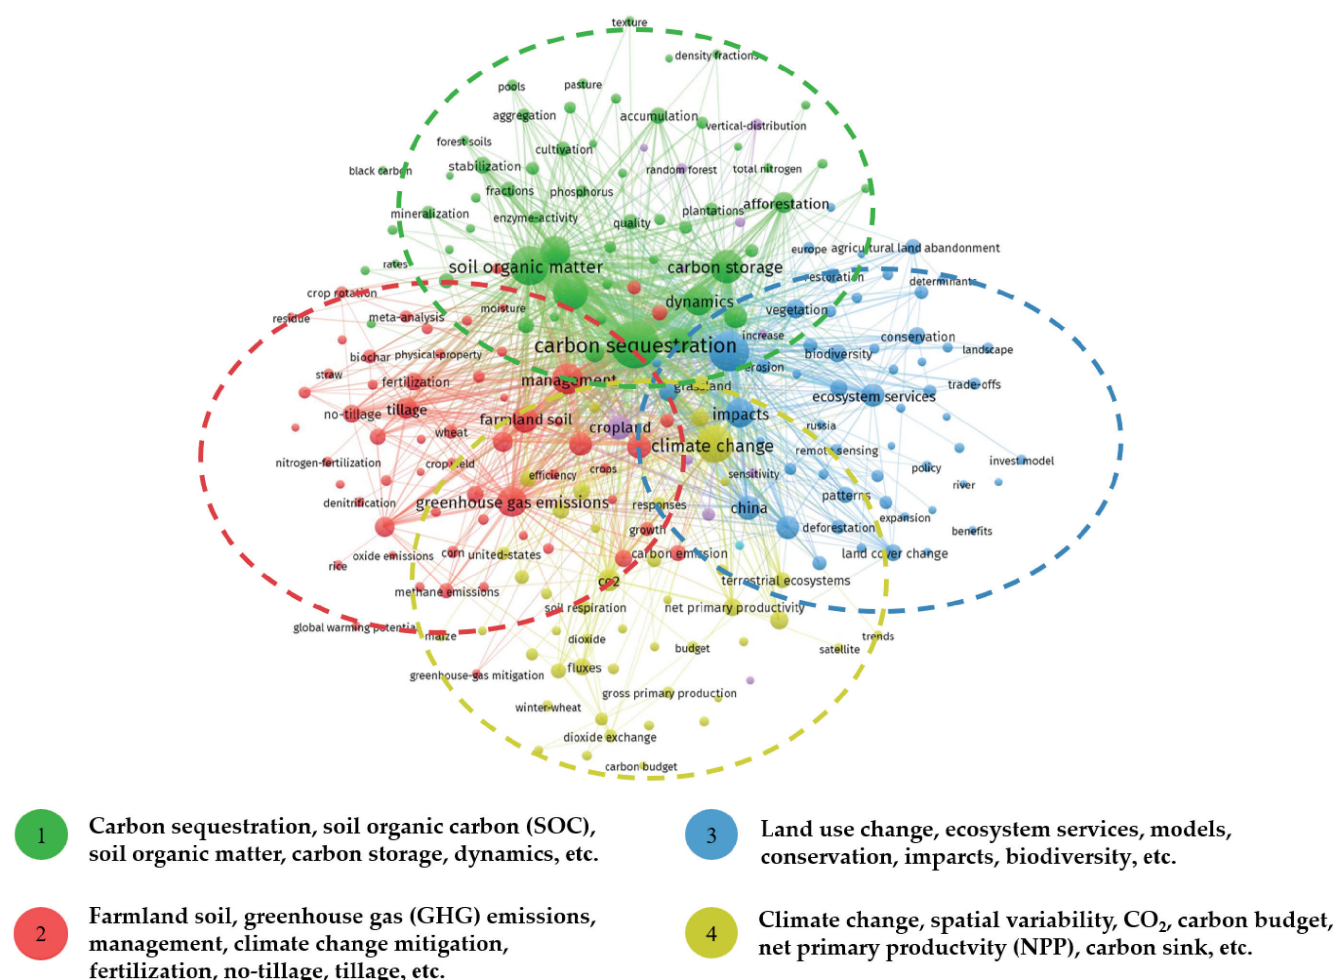 texture
density fractions
pools
pasture
aggregation
accumulation
vertical-distribution
forest soils
cultivation
black carbon
stabilization
random forest
total nitrogen
fractions
phosphorus
mineralization
enzyme-activity
quality
plantations
afforestation
europe
agricultural land abandonment
rates
soil organic matter
carbon storage
restoration
determinants
crop rotation
moisture
dynamics
vegetation
residue
meta-analysis
increase
conservation
carbon sequestration
landscape
biochar
physical-property
biodiversity
erosion
straw
fertilization
management
grassland
trade-offs
ecosystem services
no-tillage
tillage
farmland soil
cropland
impacts
russia
wheat
climate change
remote sensing
nitrogen-fertilization
efficiency
crops
sensitivity
policy
invest model
river
denitrification
greenhouse gas emissions
responses
china
patterns
expansion
growth
deforestation
benefits
rice
oxide emissions
corn
united-states
carbon emission
land cover change
methane emissions
co2
terrestrial ecosystems
soil respiration
net primary productivity
global warming potentia
maize
dioxide
budget
trends
satellite
greenhouse-gas mitigation
fluxes
gross primary production
winter-wheat
dioxide exchange
carbon budget
1
Carbon sequestration, soil organic carbon (SOC),
soil organic matter, carbon storage, dynamics, etc.
2
Farmland soil, greenhouse gas (GHG) emissions,
management, climate change mitigation,
fertilization, no-tillage, tillage, etc.
3
Land use change, ecosystem services, models,
conservation, imparcts, biodiversity, etc.
4
Climate change, spatial variability, CO₂, carbon budget,
net primary productvity (NPP), carbon sink, etc.